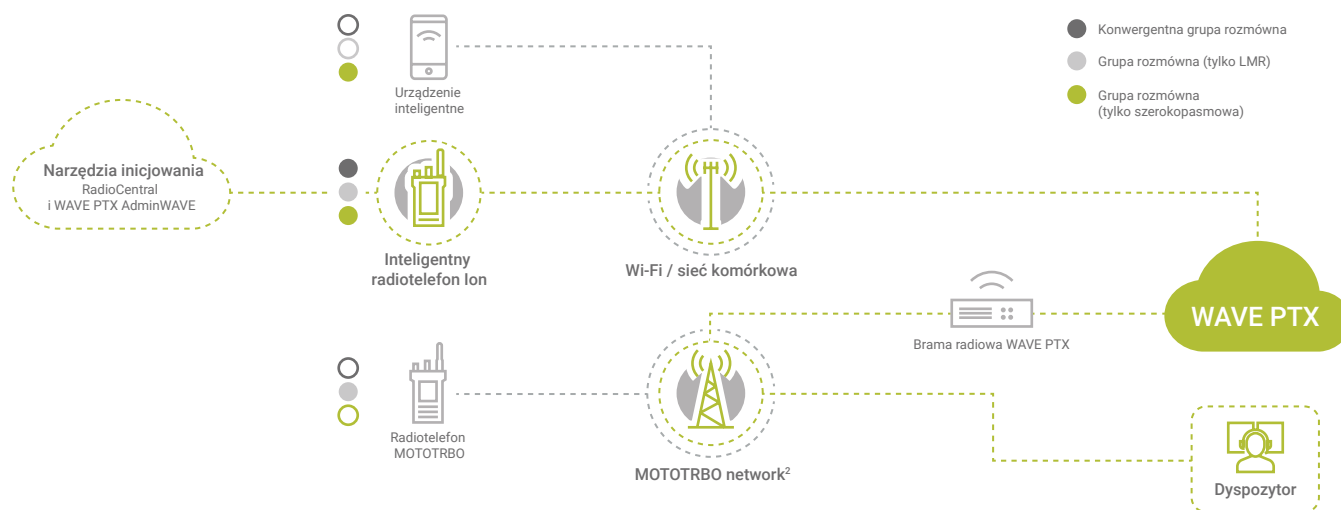 Urządzenie
inteligentne
Konwergentna grupa rozmówna
Grupa rozmówna (tylko LMR)
Grupa rozmówna
(tylko szerokopasmowa)
Narzędzia inicjowania
RadioCentral
i WAVE PTX AdminWAVE
Inteligentny
radiotelefon Ion
Wi-Fi / sieć komórkowa
WAVE PTX
Brama radiowa WAVE PTX
Radiotelefon
MOTOTRBO
MOTOTRBO network²
Dyspozytor